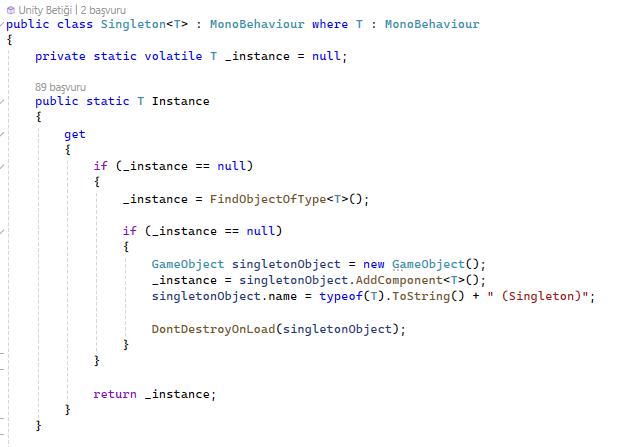 Unity Betiği | 2 başvuru
public class Singleton<T> : MonoBehaviour where T : MonoBehaviour
{
    private static volatile T _instance = null;

    89 başvuru
    public static T Instance
    {
        get
        {
            if (_instance == null)
            {
                _instance = FindObjectOfType<T>();

                if (_instance == null)
                {
                    GameObject singletonObject = new GameObject();
                    _instance = singletonObject.AddComponent<T>();
                    singletonObject.name = typeof(T).ToString() + " (Singleton)";

                    DontDestroyOnLoad(singletonObject);
                }
            }

            return _instance;
        }
    }